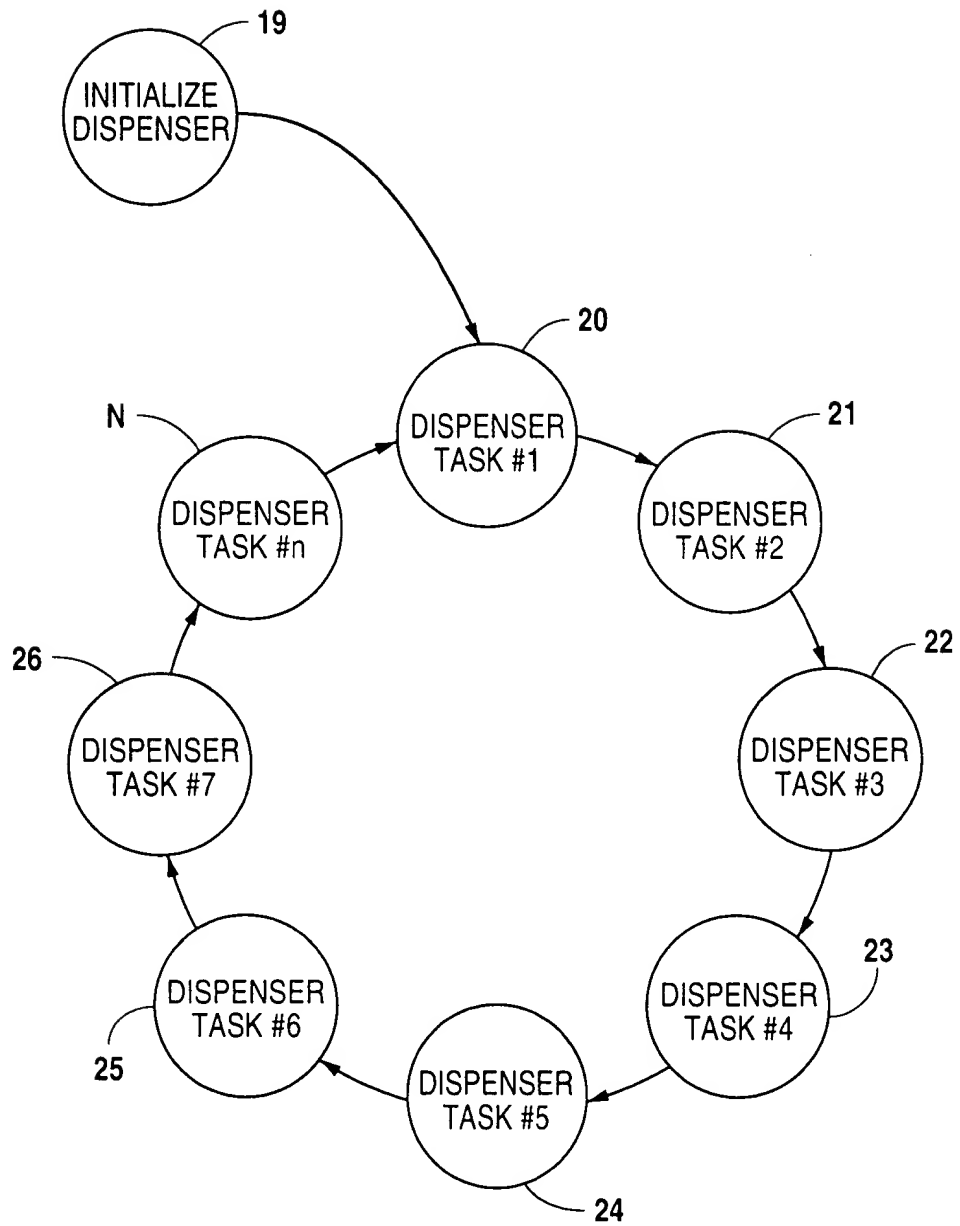 19
INITIALIZE
DISPENSER
20
DISPENSER
TASK #1
21
DISPENSER
TASK #2
22
DISPENSER
TASK #3
23
DISPENSER
TASK #4
24
DISPENSER
TASK #5
25
DISPENSER
TASK #6
26
DISPENSER
TASK #7
N
DISPENSER
TASK #n